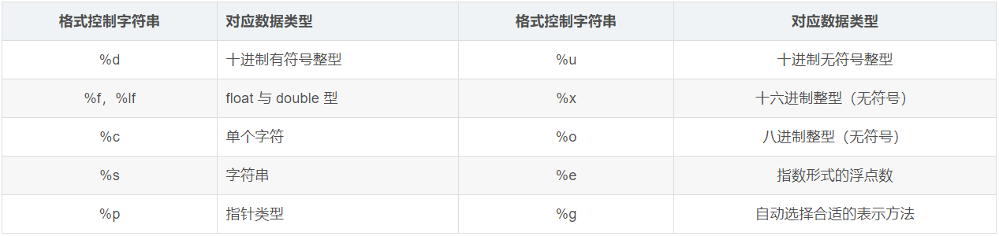 格式控制字符串 对应数据类型 格式控制字符串 对应数据类型
%d 十进制有符号整型 %u 十进制无符号整型
%f，%lf float 与 double 型 %x 十六进制整型（无符号）
%c 单个字符 %o 八进制整型（无符号）
%s 字符串 %e 指数形式的浮点数
%p 指针类型 %g 自动选择合适的表示方法